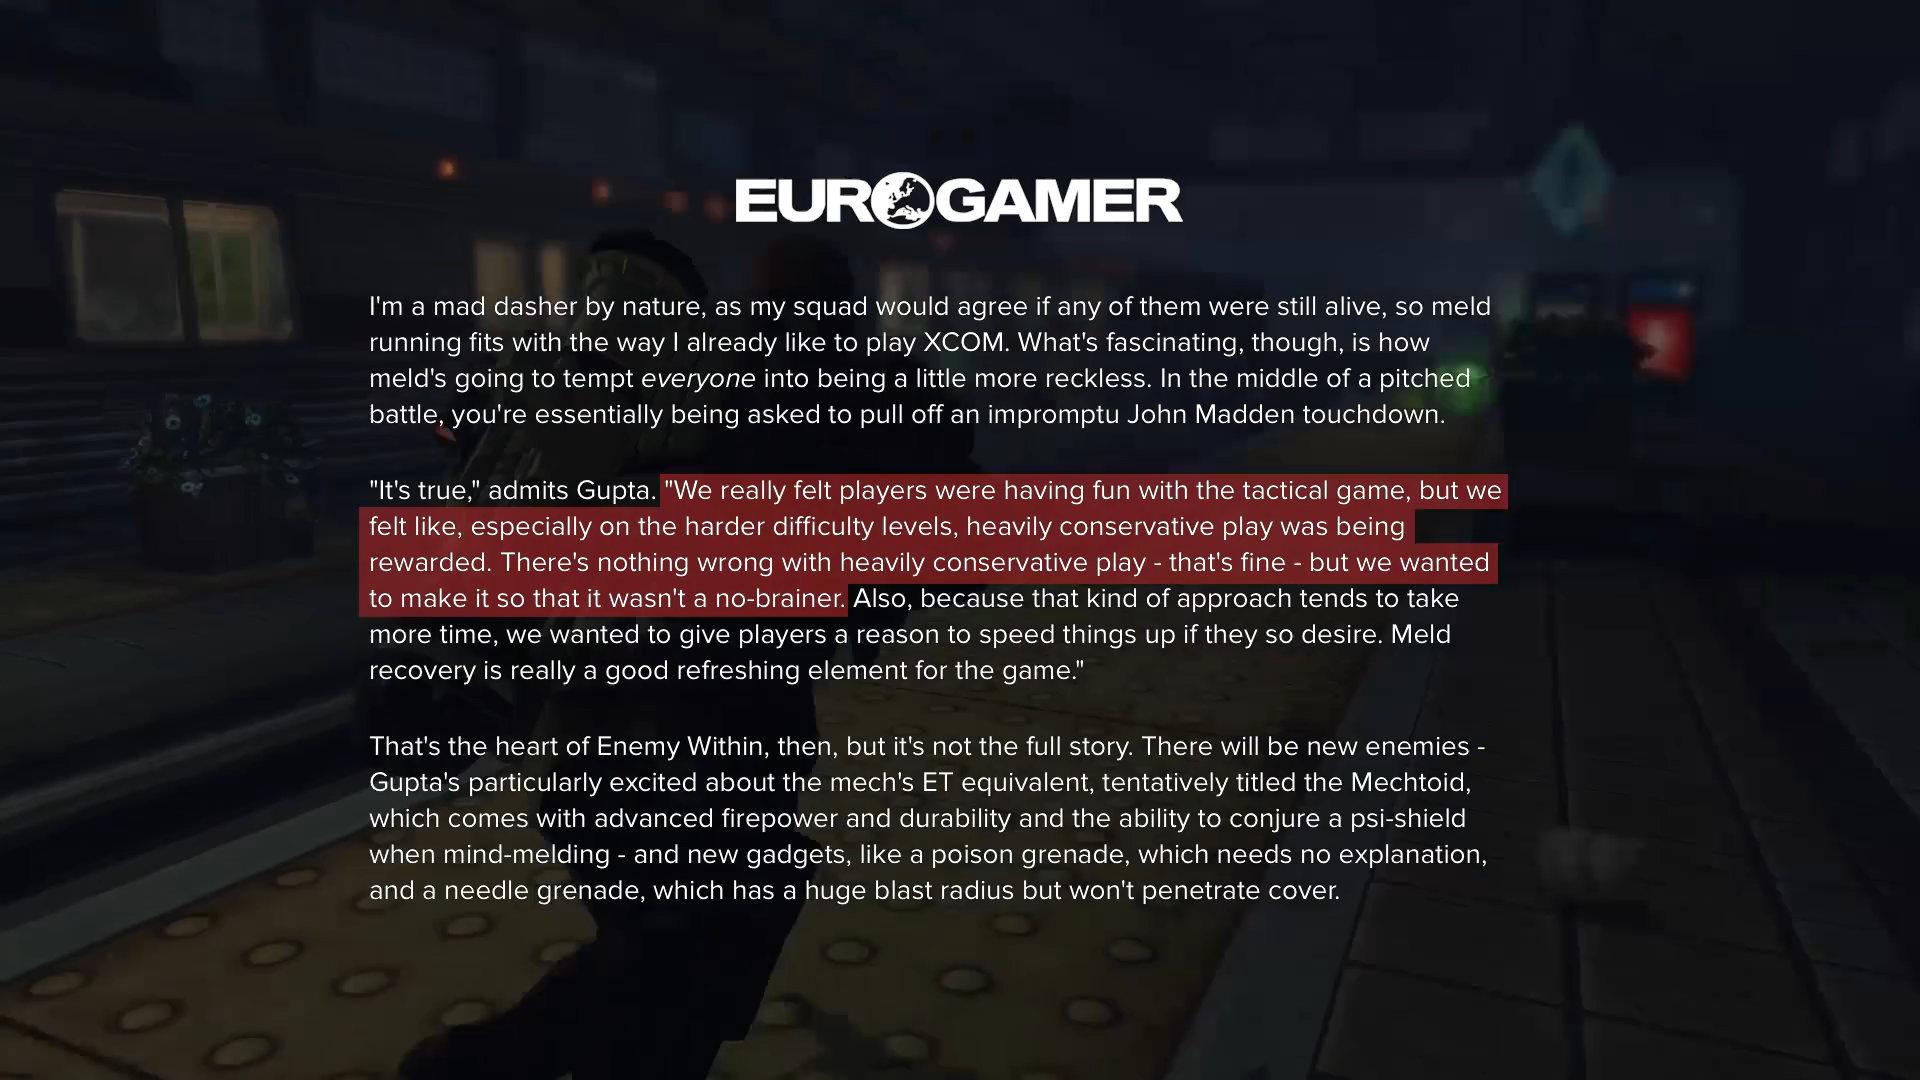 EUROGAMER
I'm a mad dasher by nature, as my squad would agree if any of them were still alive, so meld
running fits with the way I already like to play XCOM. What's fascinating, though, is how
meld's going to tempt everyone into being a little more reckless. In the middle of a pitched
battle, you're essentially being asked to pull off an impromptu John Madden touchdown.
"It's true," admits Gupta. "We really felt players were having fun with the tactical game, but we
felt like, especially on the harder difficulty levels, heavily conservative play was being
rewarded. There's nothing wrong with heavily conservative play - that's fine - but we wanted
to make it so that it wasn't a no-brainer. Also, because that kind of approach tends to take
more time, we wanted to give players a reason to speed things up if they so desire. Meld
recovery is really a good refreshing element for the game."
That's the heart of Enemy Within, then, but it's not the full story. There will be new enemies -
Gupta's particularly excited about the mech's ET equivalent, tentatively titled the Mechtoid,
which comes with advanced firepower and durability and the ability to conjure a psi-shield
when mind-melding - and new gadgets, like a poison grenade, which needs no explanation,
and a needle grenade, which has a huge blast radius but won't penetrate cover.